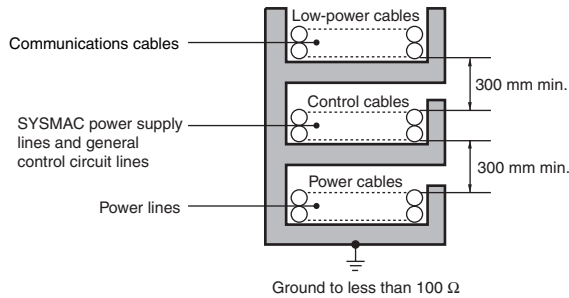 Low-power cables
Communications cables
300 mm min.
Control cables
SYSMAC power supply
lines and general
control circuit lines
300 mm min.
Power cables
Power lines
Ground to less than 100 Ω